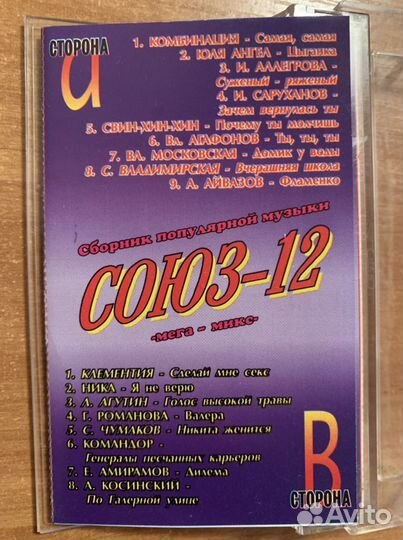 СТОРОНА
A
1. КОМБИНАЦИЯ - Самая, самая
2. ЮЛЯ АНГЕЛ - Цыганка
3. И. АЛЛЕГРОВА -
Суженый - ряженый
4. И. САРУХАНОВ -
Зачем вернулась ты
5. СВИН-ХИН-ХИН - Почему ты молчишь
6. Вл. АГАФОНОВ - Ты, ты, ты
7. ВЛ. МОСКОВСКАЯ - Домик у вады
8. С. ВЛАДИМИРСКАЯ - Вчерашняя школа
9. А. АЙВАЗОВ - Фламенко
Сборник популярной музыки
СОЮЗ-12
-мега - микс-
1. КЛЕМЕНТИЯ - Сделай мне секс
2. НИКА - Я не верю
3. Л. АГУТИН - Голос высокой травы
4. Г. РОМАНОВА - Валера
5. С. ЧУМАКОВ - Никита женится
6. КОМАНДОР -
Генералы песчанных карьеров
7. Е. АМИРАМОВ - Дилема
8. А. КОСИНСКИЙ -
По Галерной улице
B
СТОРОНА
Avito